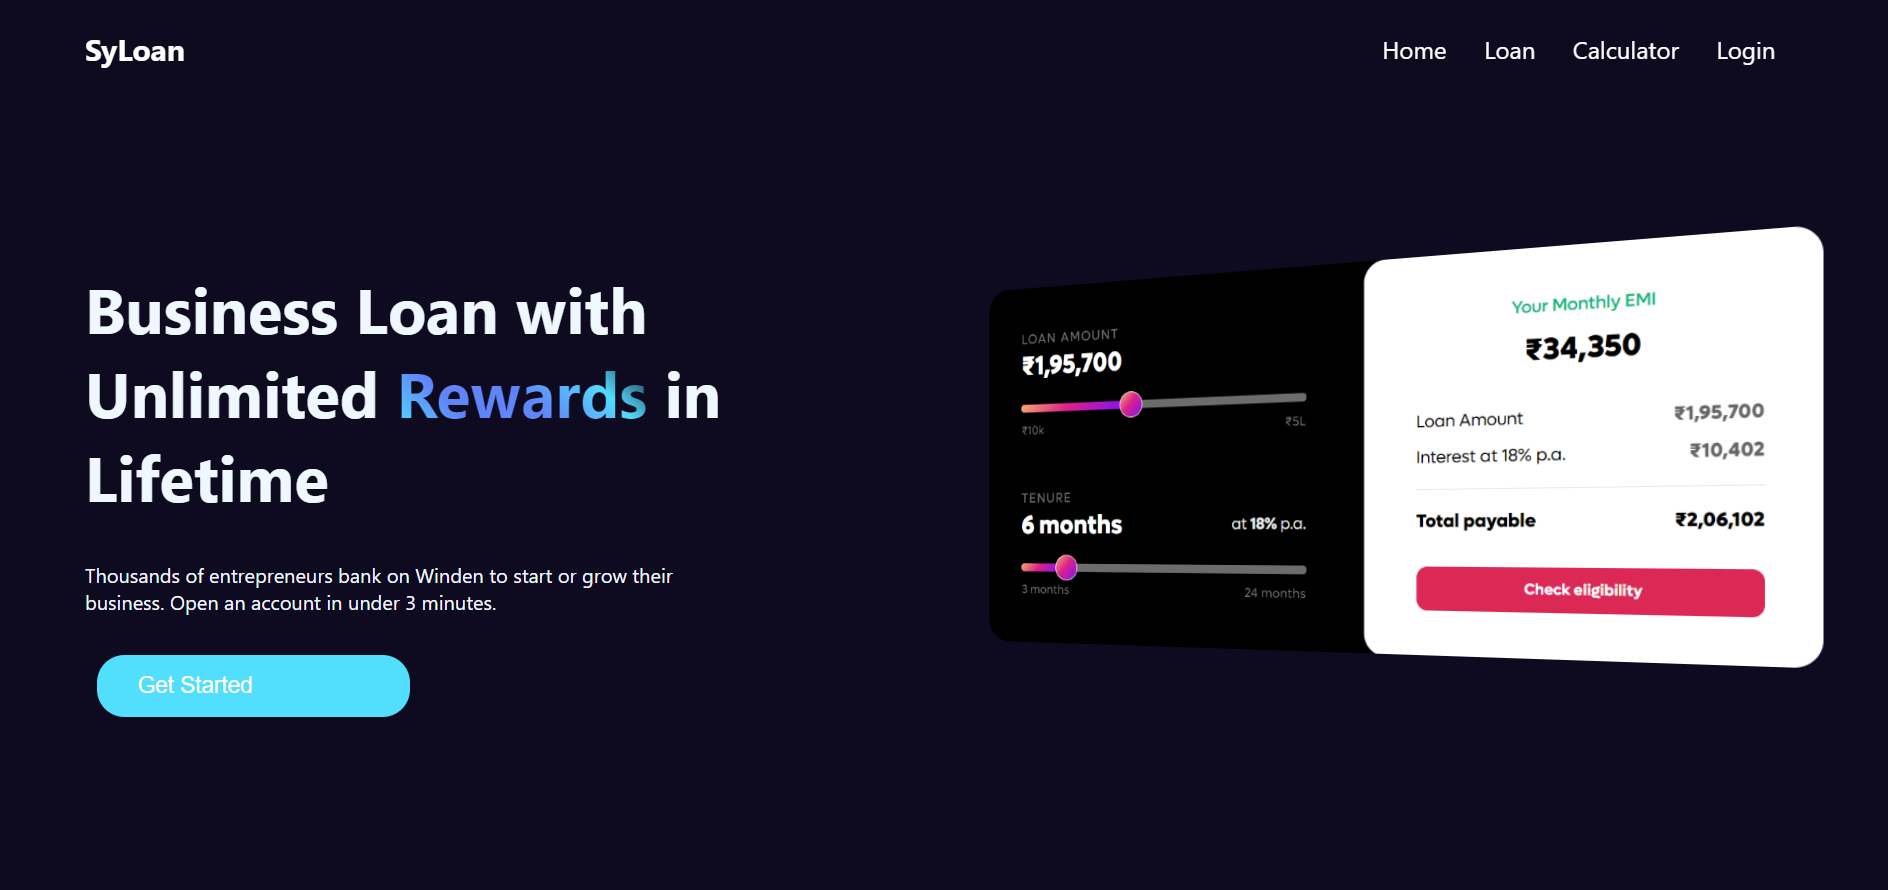 SyLoan
Home Loan Calculator Login
Business Loan with
Unlimited Rewards in
Lifetime
Thousands of entrepreneurs bank on Winden to start or grow their
business. Open an account in under 3 minutes.
Get Started
LOAN AMOUNT
₹1,95,700
₹10k ₹5L
TENURE
6 months at 18% p.a.
3 months 24 months
Your Monthly EMI
₹34,350
Loan Amount ₹1,95,700
Interest at 18% p.a. ₹10,402
Total payable ₹2,06,102
Check eligibility